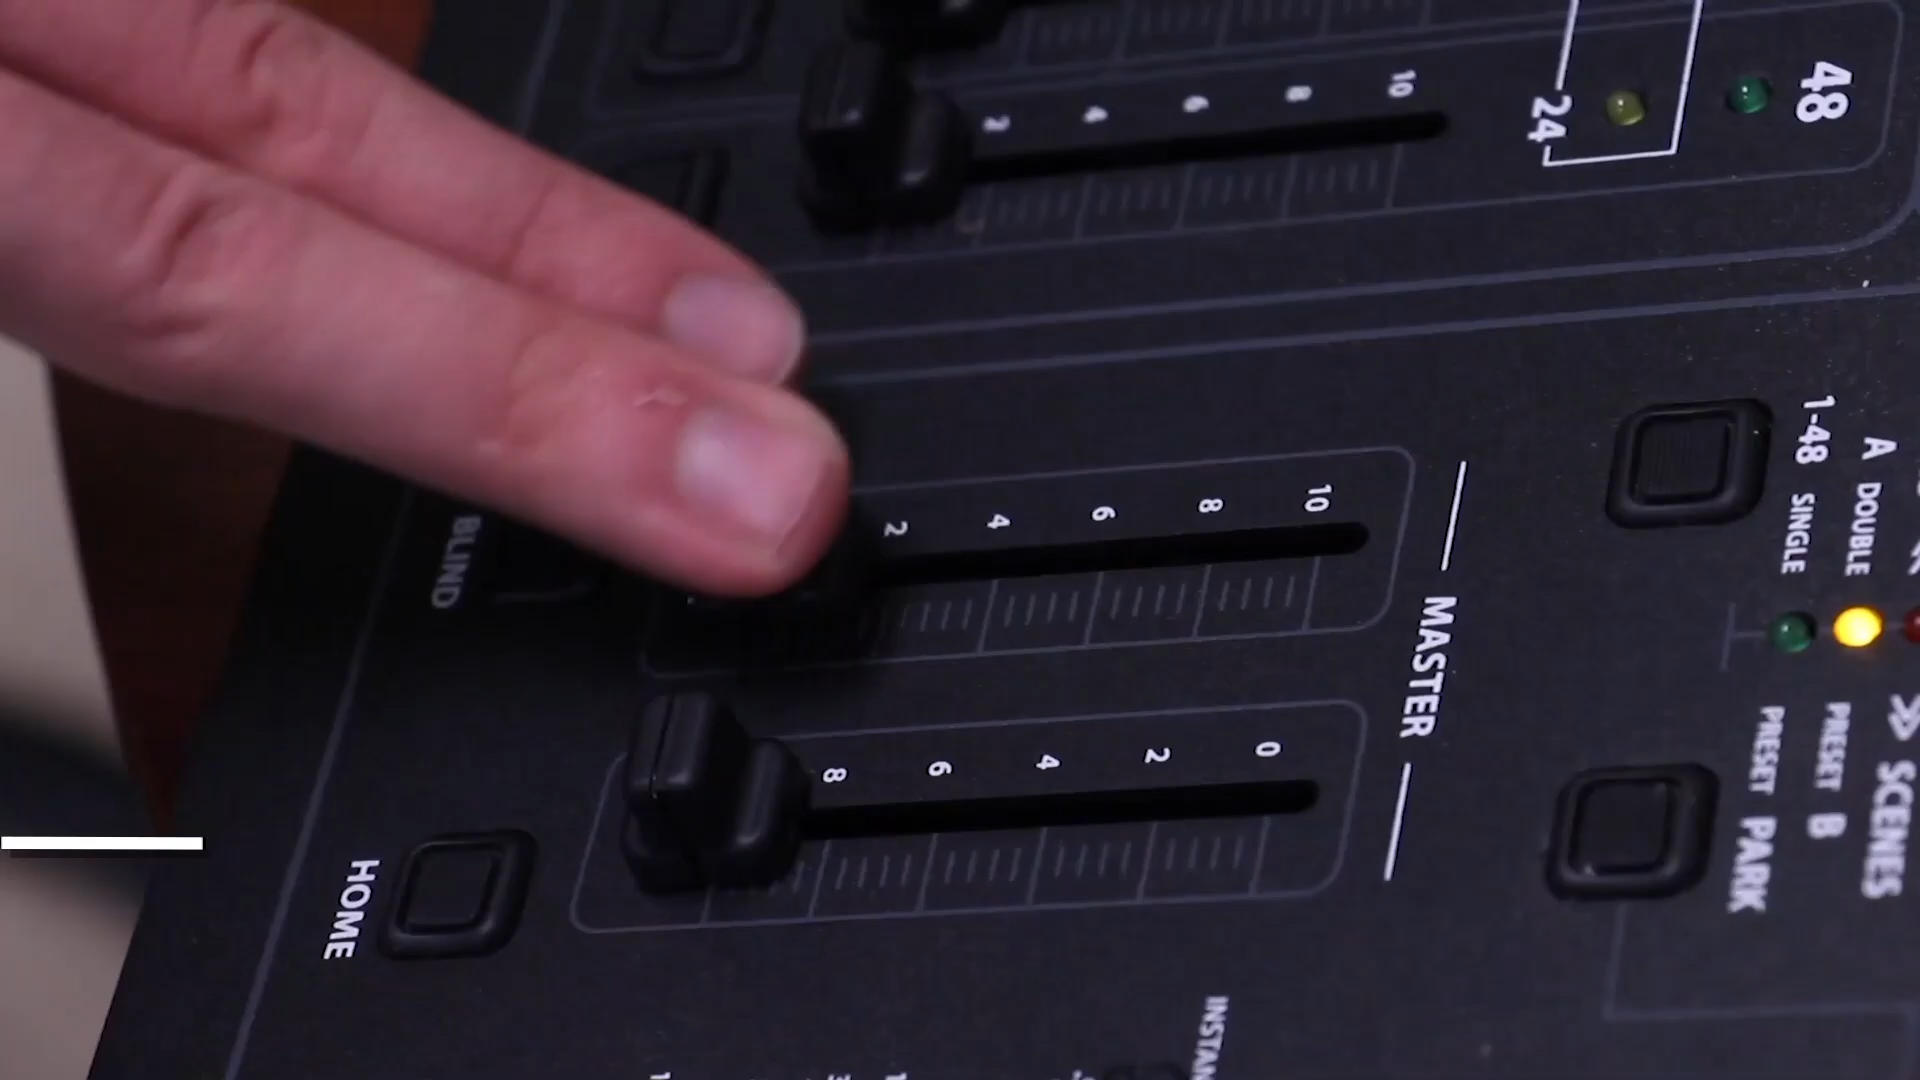 2 4 6 8 10
24
48
2 4 6 8 10
8 6 4 2 0
MASTER
BLIND
HOME
1-48 SINGLE
A DOUBLE
PRESET B
PRESET PARK
SCENES